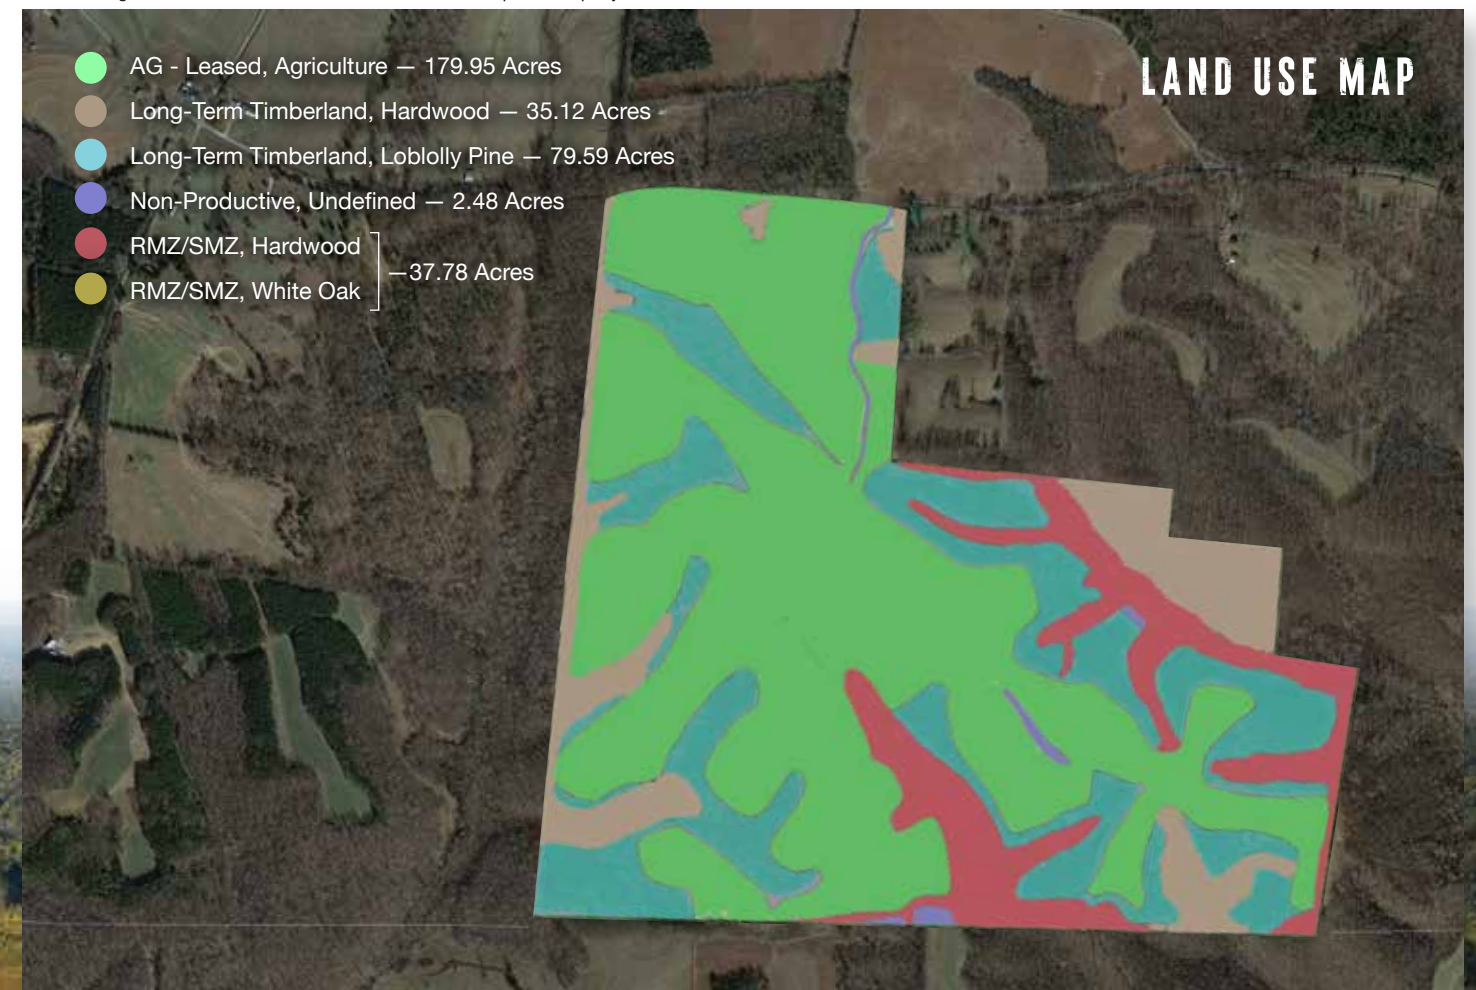 LAND USE MAP
AG - Leased, Agriculture — 179.95 Acres
Long-Term Timberland, Hardwood — 35.12 Acres
Long-Term Timberland, Loblolly Pine — 79.59 Acres
Non-Productive, Undefined — 2.48 Acres
RMZ/SMZ, Hardwood
—37.78 Acres
RMZ/SMZ, White Oak